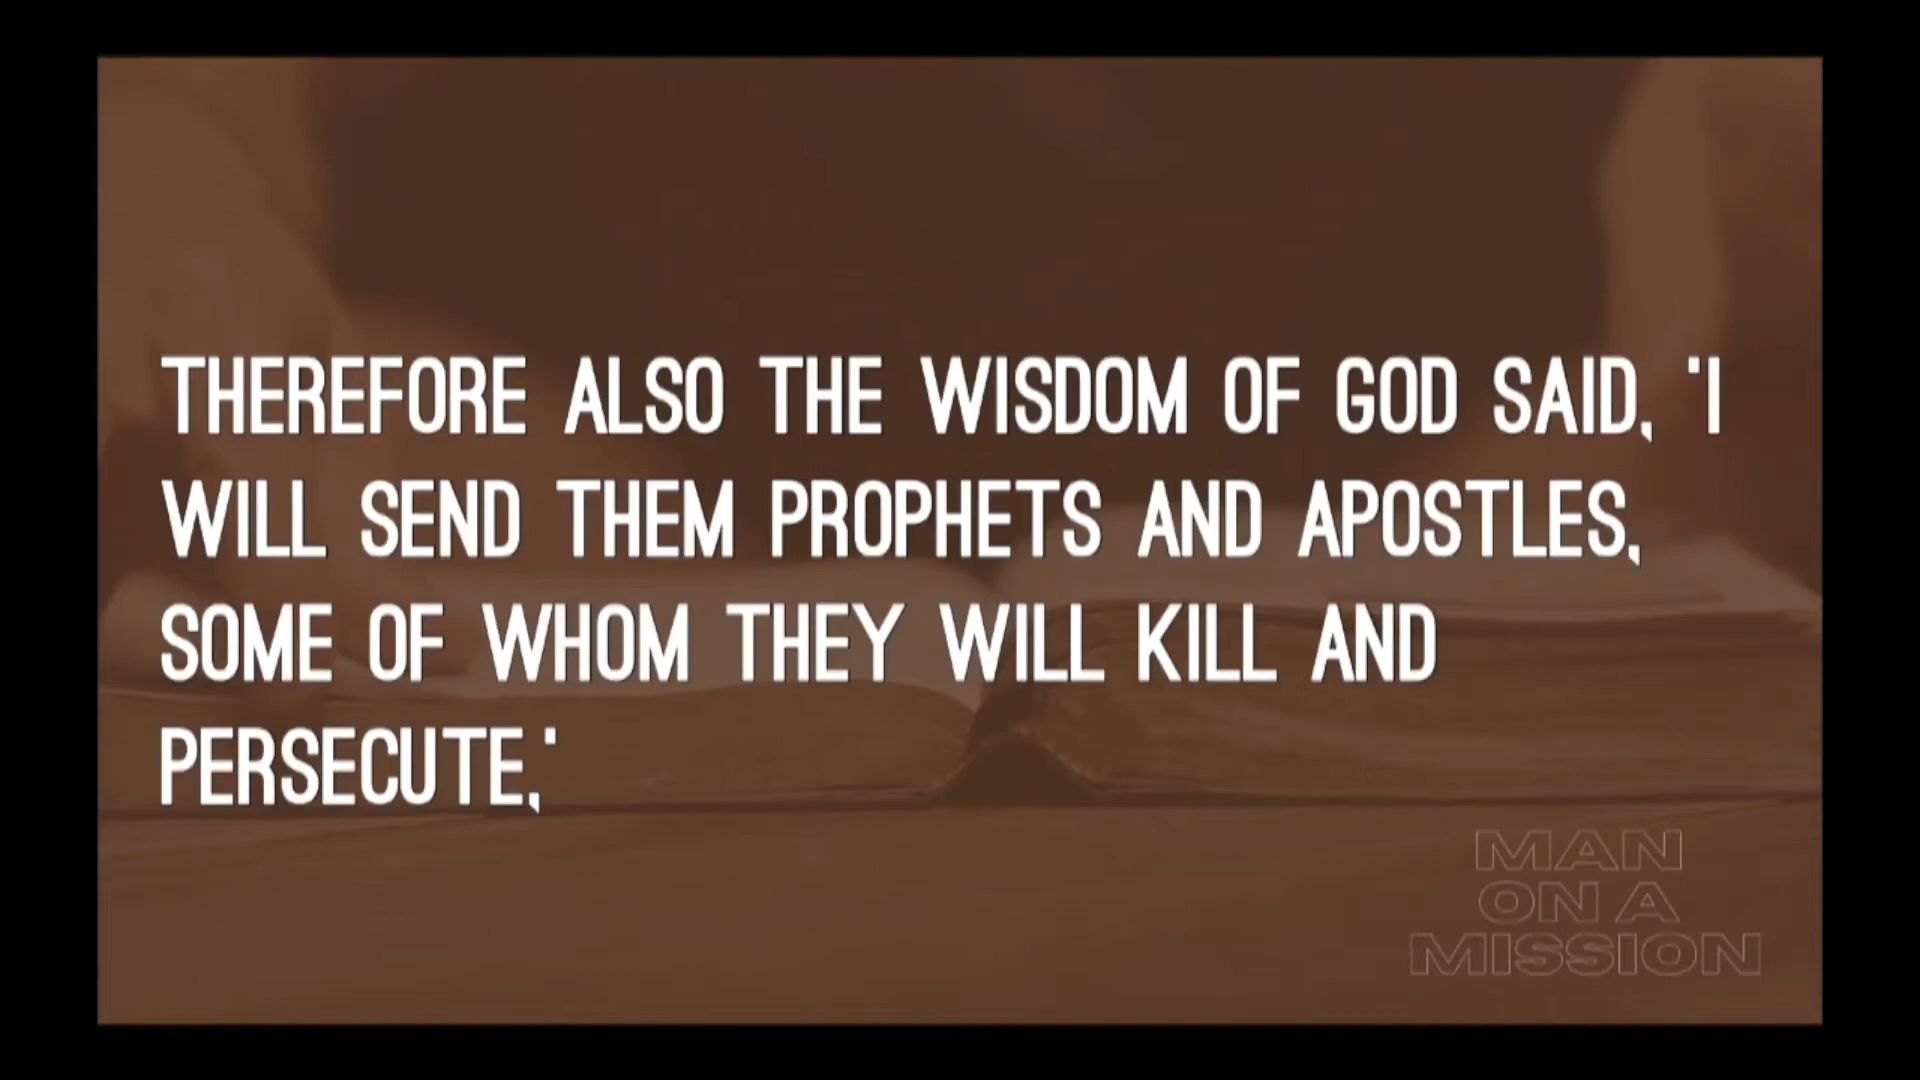 THEREFORE ALSO THE WISDOM OF GOD SAID, 'I
WILL SEND THEM PROPHETS AND APOSTLES,
SOME OF WHOM THEY WILL KILL AND
PERSECUTE,'
MAN
ON A
MISSION